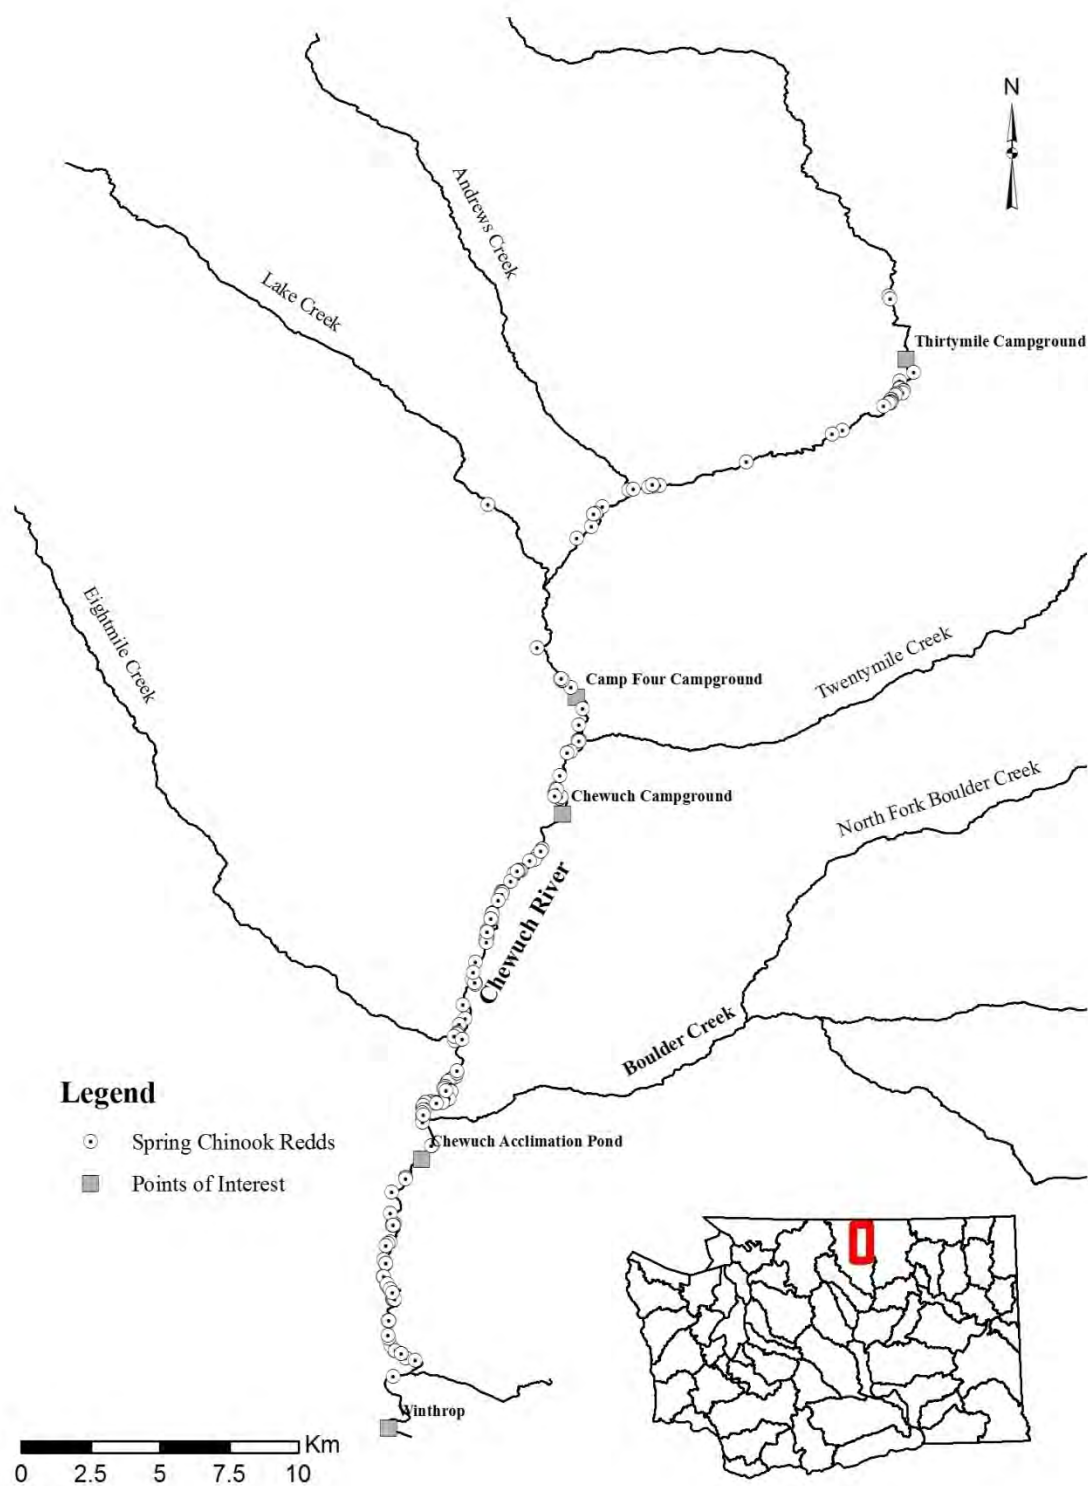 N
Andrews Creek
Lake Creek
Thirtymile Campground
Eightmile Creek
Twentymile Creek
Camp Four Campground
Chewuch Campground
North Fork Boulder Creek
Chewuch River
Boulder Creek
Legend
Spring Chinook Redds
Points of Interest
Chewuch Acclimation Pond
Winthrop
Km
0 2.5 5 7.5 10